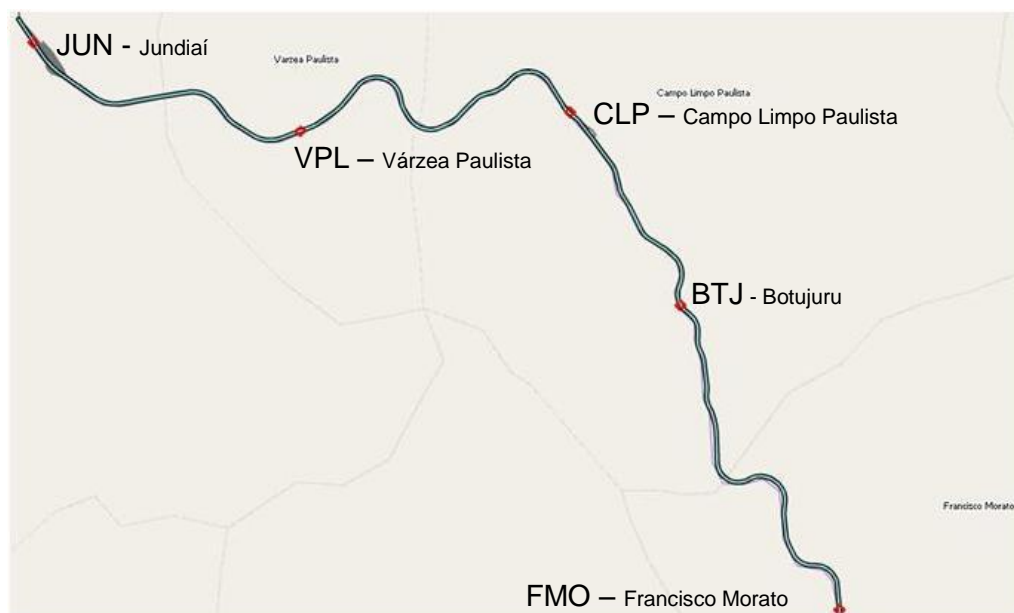 JUN - Jundiaí
Varzea Paulista
Campo Limpo Paulista
CLP – Campo Limpo Paulista
VPL – Várzea Paulista
BTJ - Botujuru
Francisco Morato
FMO – Francisco Morato